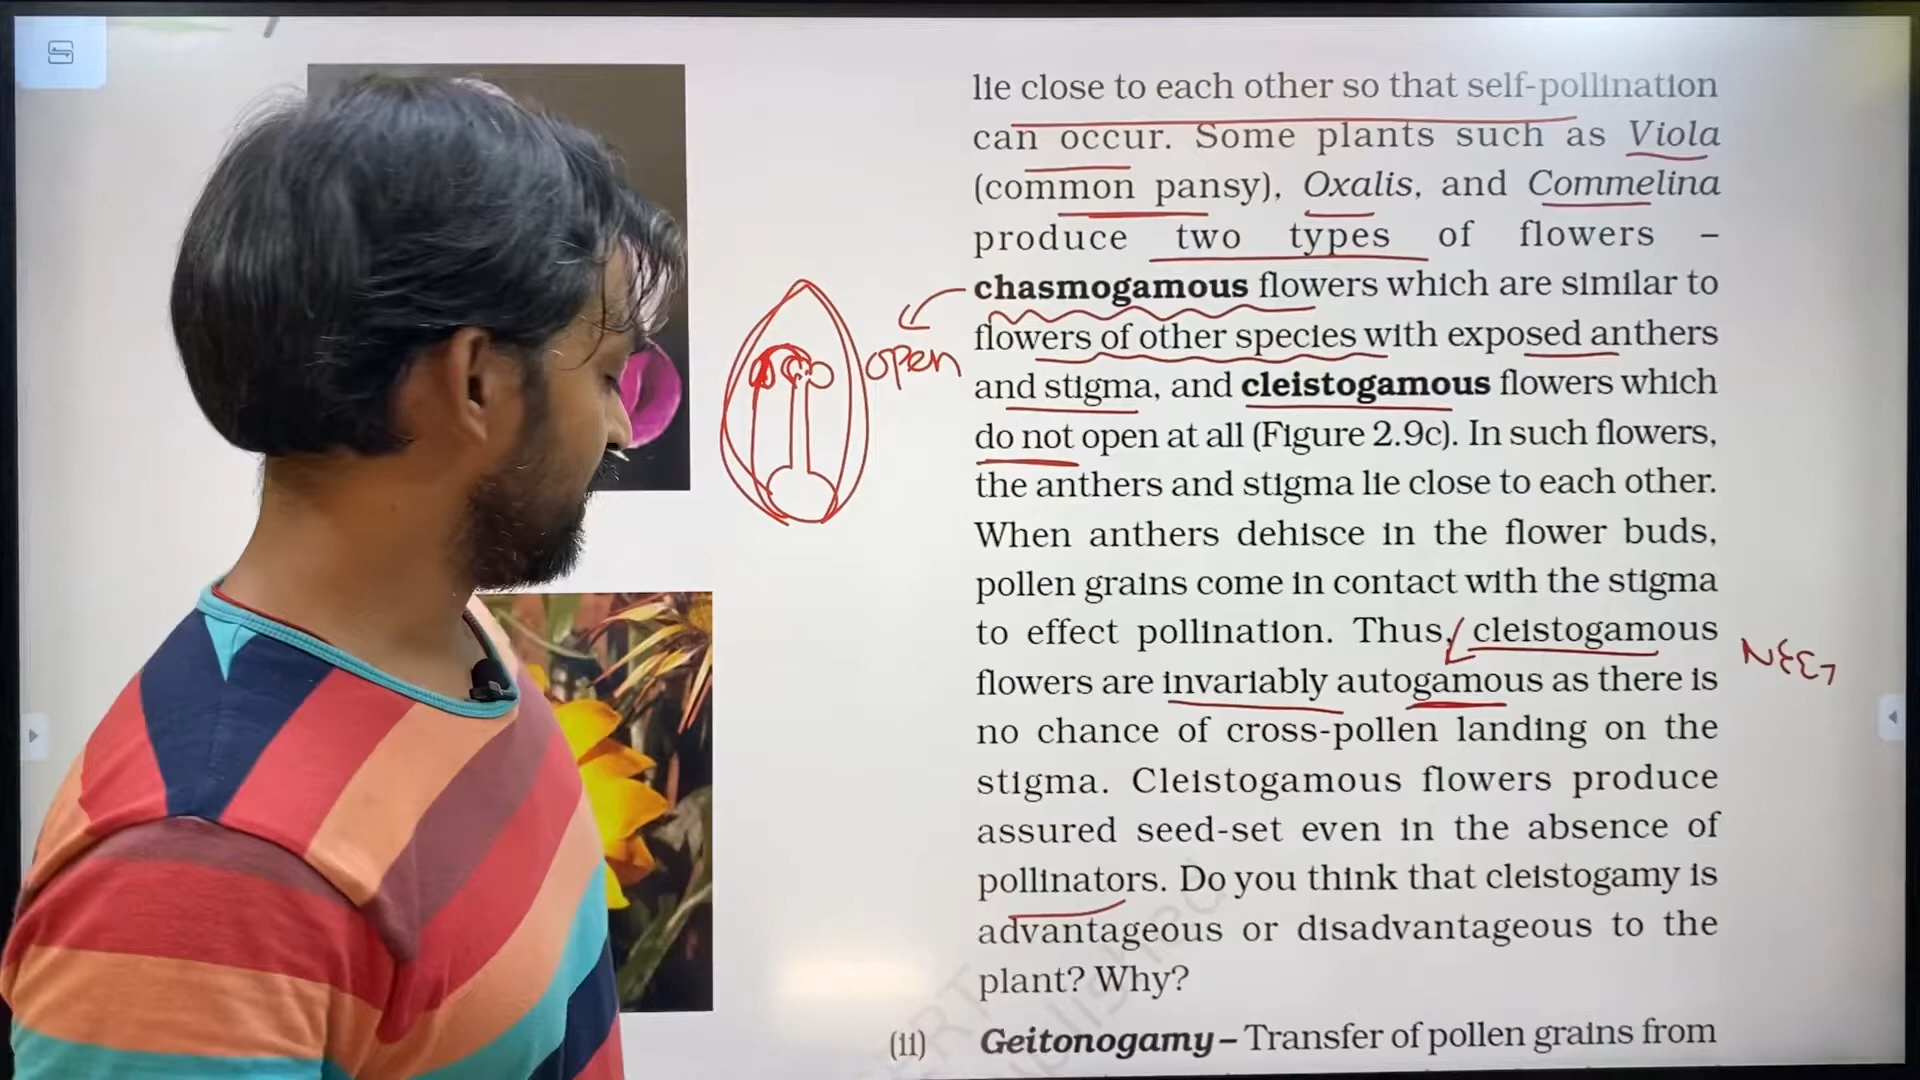 lie close to each other so that self-pollination
can occur. Some plants such as Viola
(common pansy), Oxalis, and Commelina
produce two types of flowers –
chasmogamous flowers which are similar to
flowers of other species with exposed anthers
open
and stigma, and cleistogamous flowers which
do not open at all (Figure 2.9c). In such flowers,
the anthers and stigma lie close to each other.
When anthers dehisce in the flower buds,
pollen grains come in contact with the stigma
to effect pollination. Thus, cleistogamous
NEET
flowers are invariably autogamous as there is
no chance of cross-pollen landing on the
stigma. Cleistogamous flowers produce
assured seed-set even in the absence of
pollinators. Do you think that cleistogamy is
advantageous or disadvantageous to the
plant? Why?
(ii) Geitonogamy – Transfer of pollen grains from